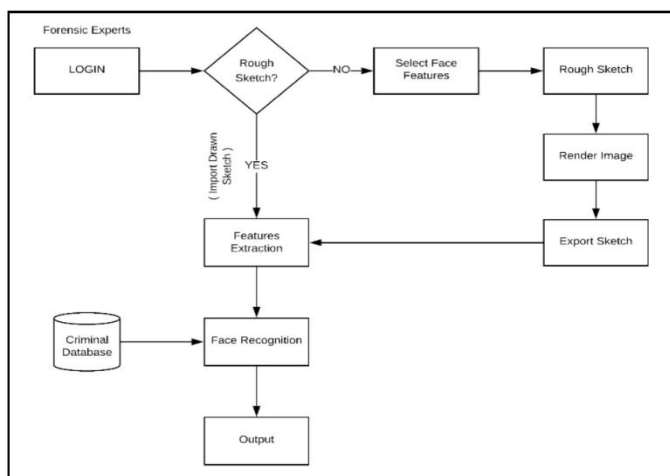 Forensic Experts
LOGIN
Rough
Sketch?
NO
Select Face
Features
Rough Sketch
( Import Drawn
Sketch )
YES
Render Image
Features
Extraction
Export Sketch
Criminal
Database
Face Recognition
Output